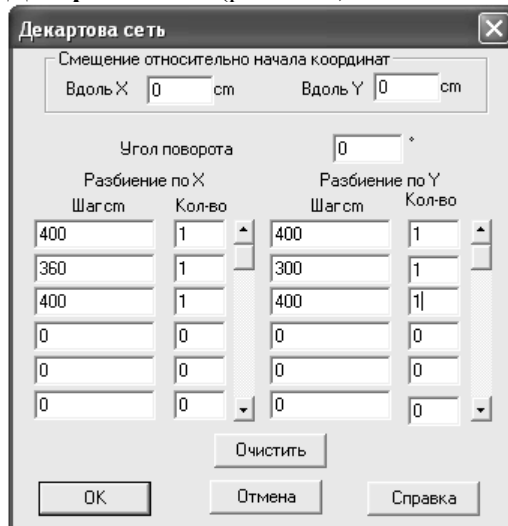 Декартова сеть
Смещение относительно начала координат
Вдоль X 0 cm Вдоль Y 0 cm
Угол поворота 0 °
Разбиение по X Разбиение по Y
Шаг cm Кол-во Шаг cm Кол-во
400 1 400 1
360 1 300 1
400 1 400 1
0 0 0 0
0 0 0 0
0 0 0 0
Очистить
OK Отмена Справка